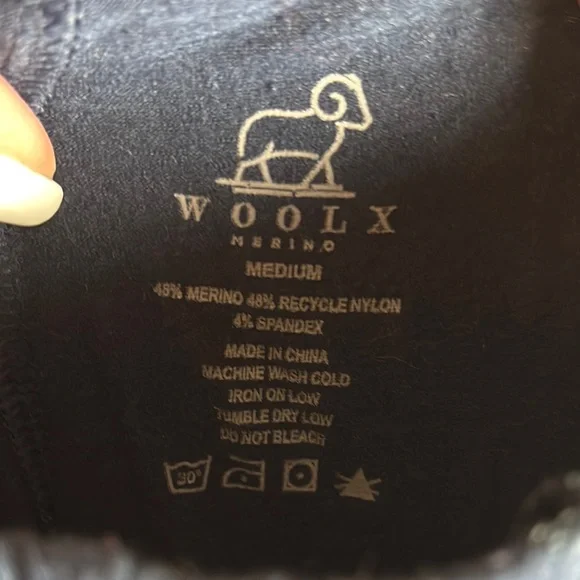 WOOLX
MERINO
MEDIUM
48% MERINO 48% RECYCLE NYLON
4% SPANDEX
MADE IN CHINA
MACHINE WASH COLD
IRON ON LOW
TUMBLE DRY LOW
DO NOT BLEACH
30°